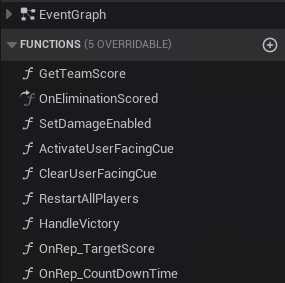 EventGraph
FUNCTIONS (5 OVERRIDABLE)
GetTeamScore
OnEliminationScored
SetDamageEnabled
ActivateUserFacingCue
ClearUserFacingCue
RestartAllPlayers
HandleVictory
OnRep_TargetScore
OnRep_CountDownTime